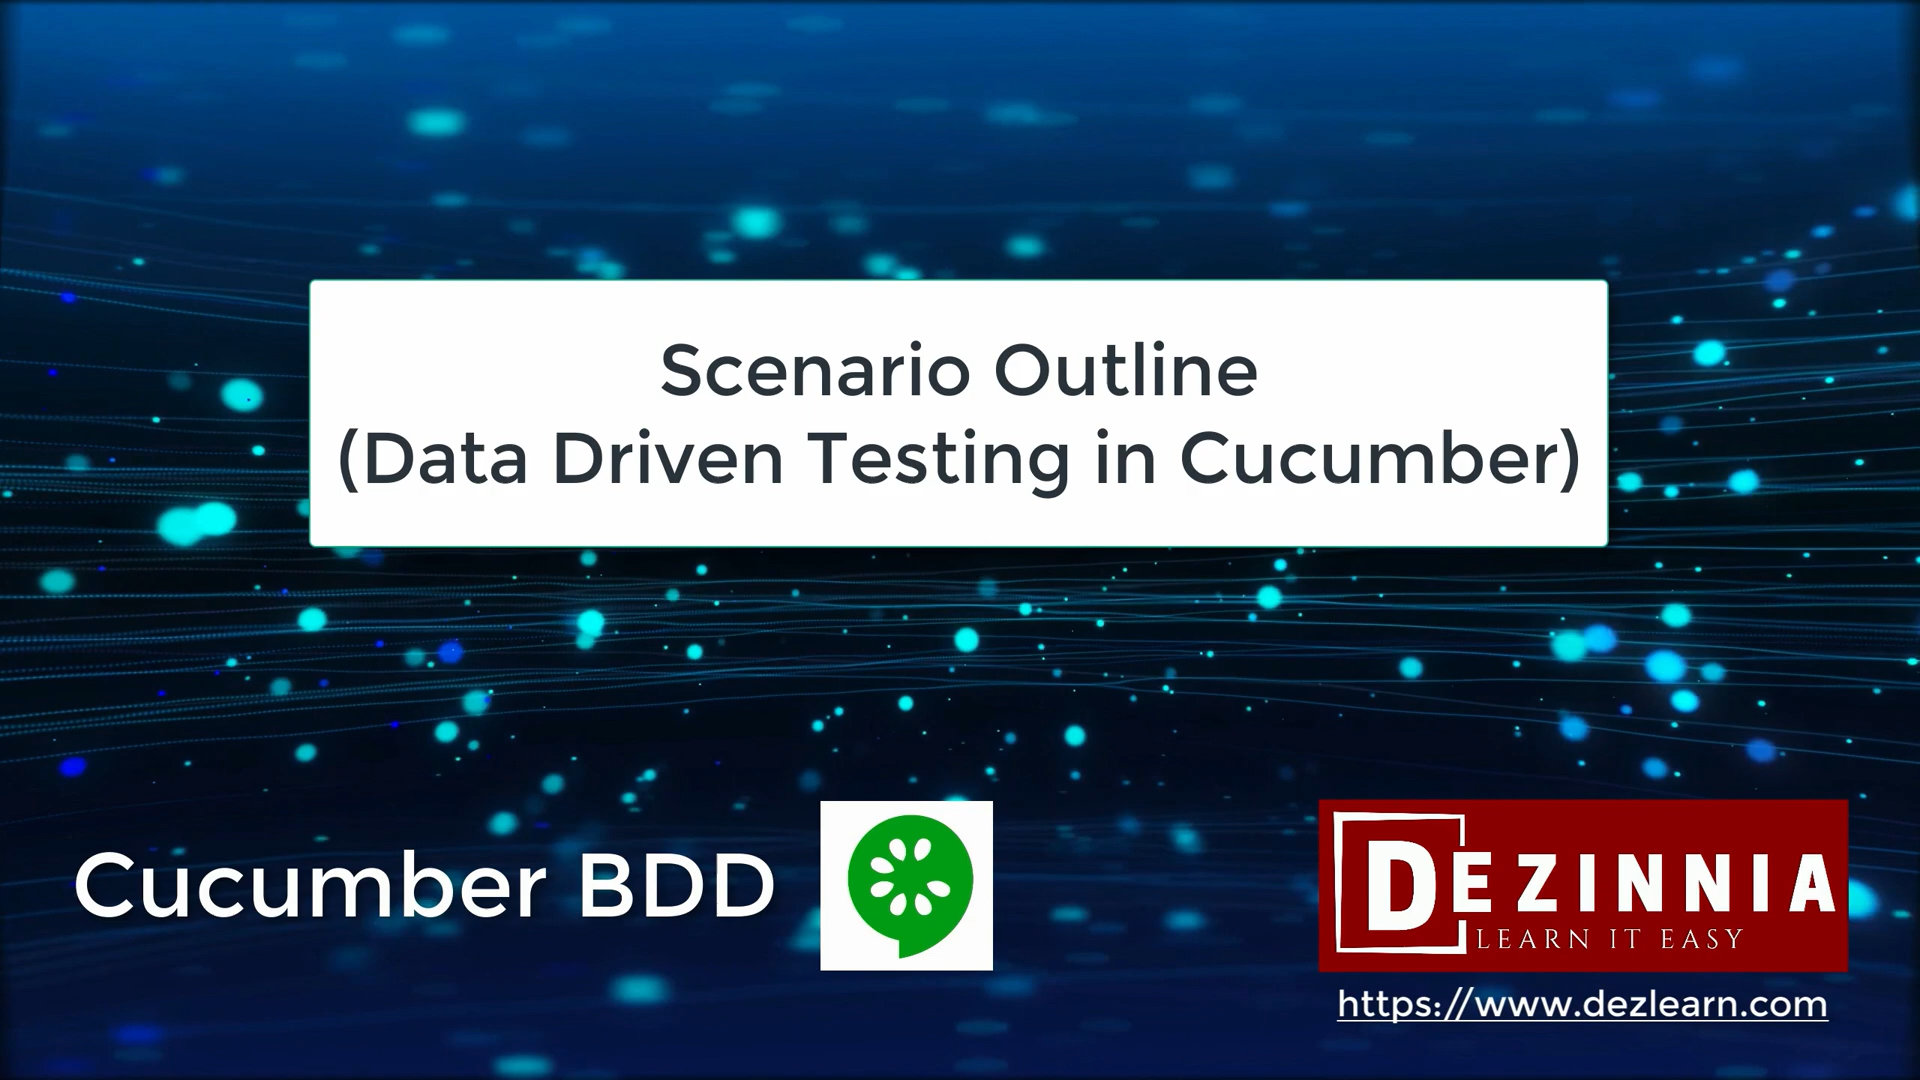 Scenario Outline
(Data Driven Testing in Cucumber)
Cucumber BDD
DEZINNIA
LEARN IT EASY
https://www.dezlearn.com